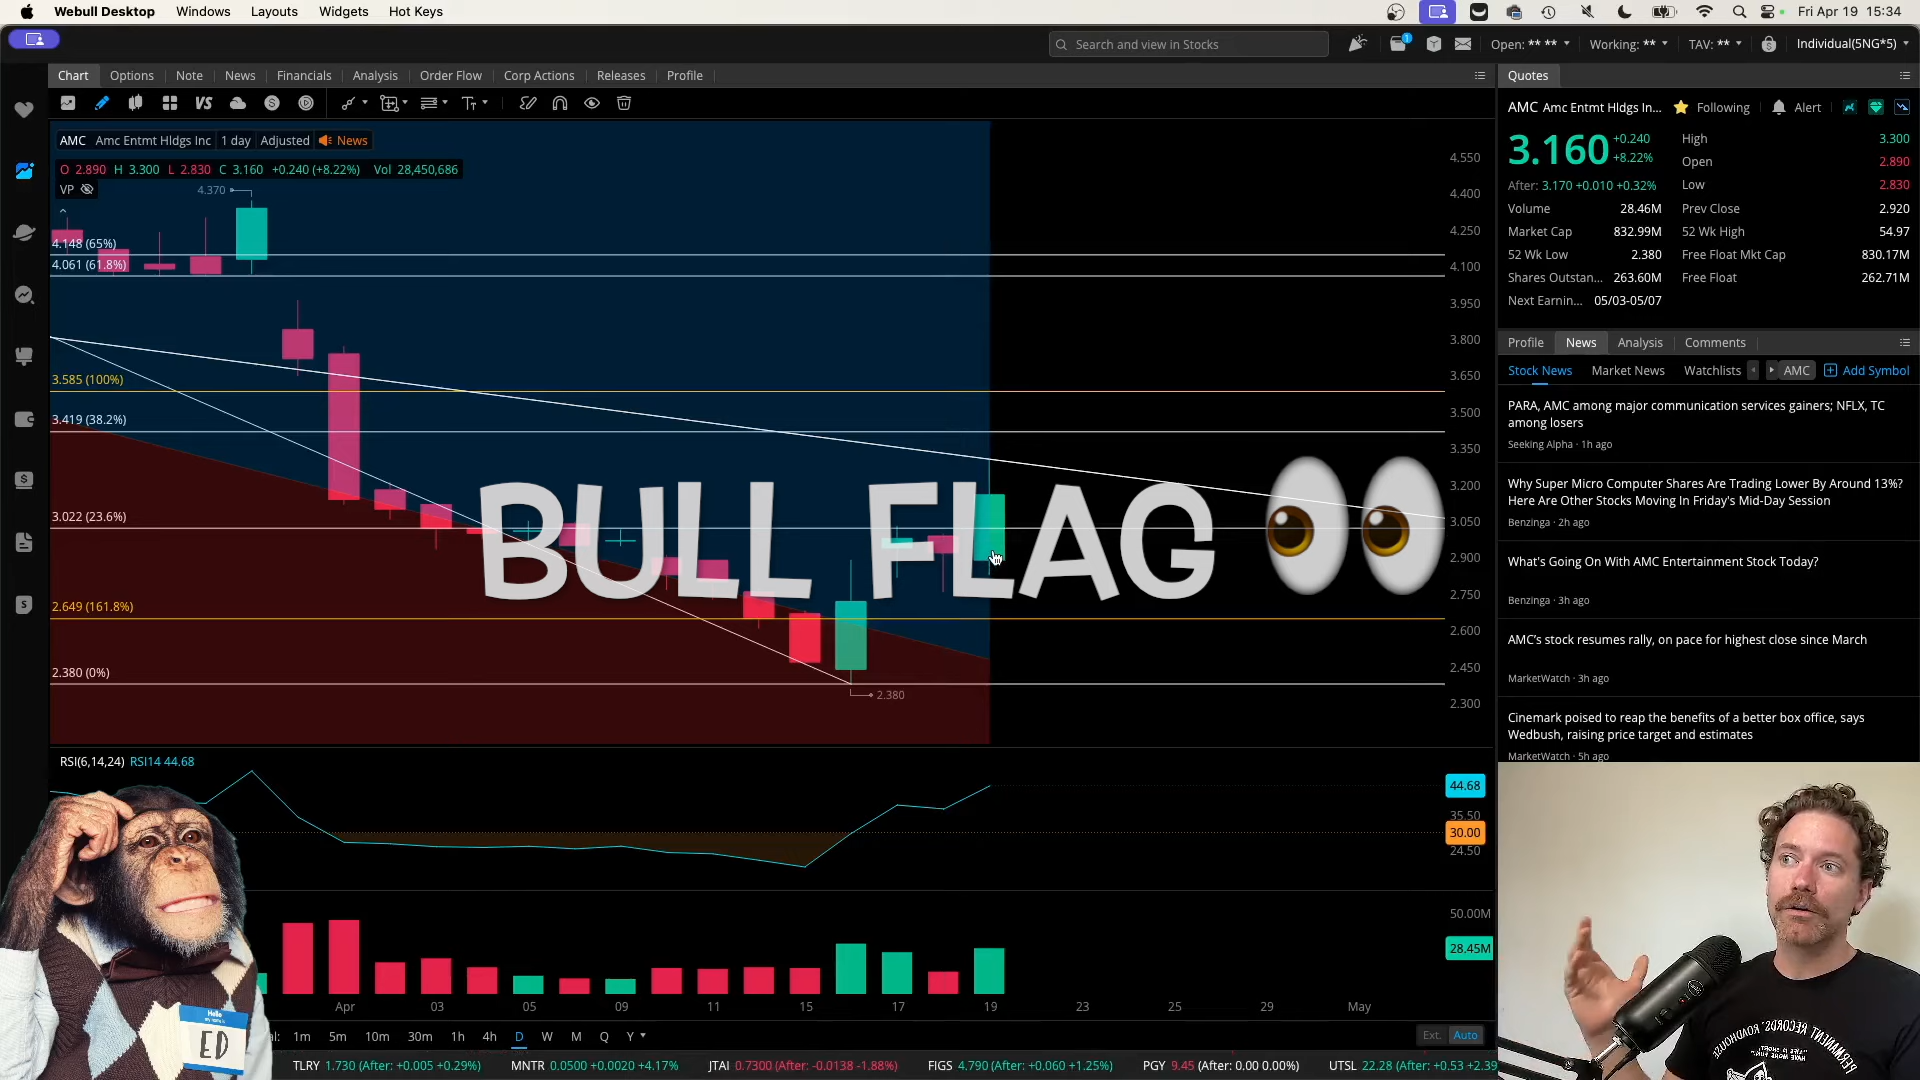 Webull Desktop Windows Layouts Widgets Hot Keys Fri Apr 19 15:34
Search and view in Stocks 1 Open: ** ** Working: ** TAV: ** Individual(5NG*5)
Chart Options Note News Financials Analysis Order Flow Corp Actions Releases Profile Quotes
AMC Amc Entmt Hldgs Inc 1 day Adjusted News
O 2.890 H 3.300 L 2.830 C 3.160 +0.240 (+8.22%) Vol 28,450,686
VP
4.370
4.148 (65%)
4.061 (61.8%)
3.585 (100%)
3.419 (38.2%)
3.022 (23.6%)
2.649 (161.8%)
2.380 (0%)
2.380
BULL FLAG
4.550
4.400
4.250
4.100
3.950
3.800
3.650
3.500
3.350
3.200
3.050
2.900
2.750
2.600
2.450
2.300
RSI(6,14,24) RSI14 44.68
44.68
35.50
30.00
24.50
50.00M
28.45M
Apr 03 05 09 11 15 17 19 23 25 29 May
1m 5m 10m 30m 1h 4h D W M Q Y Ext. Auto
TLRY 1.730 (After: +0.005 +0.29%) MNTR 0.0500 +0.0020 +4.17% JTAI 0.7300 (After: -0.0138 -1.88%) FIGS 4.790 (After: +0.060 +1.25%) PGY 9.45 (After: 0.00 0.00%) UTSL 22.28 (After: +0.53 +2.39
AMC Amc Entmt Hldgs In... Following Alert
3.160 +0.240
+8.22%
After: 3.170 +0.010 +0.32%
High 3.300
Open 2.890
Low 2.830
Volume 28.46M Prev Close 2.920
Market Cap 832.99M 52 Wk High 54.97
52 Wk Low 2.380 Free Float Mkt Cap 830.17M
Shares Outstan... 263.60M Free Float 262.71M
Next Earnin... 05/03-05/07
Profile News Analysis Comments
Stock News Market News Watchlists AMC Add Symbol
PARA, AMC among major communication services gainers; NFLX, TC
among losers
Seeking Alpha · 1h ago
Why Super Micro Computer Shares Are Trading Lower By Around 13%?
Here Are Other Stocks Moving In Friday's Mid-Day Session
Benzinga · 2h ago
What's Going On With AMC Entertainment Stock Today?
Benzinga · 3h ago
AMC's stock resumes rally, on pace for highest close since March
MarketWatch · 3h ago
Cinemark poised to reap the benefits of a better box office, says
Wedbush, raising price target and estimates
MarketWatch · 5h ago
Hello
my name is
ED
PERMANENT RECORDS ROADHOUSE